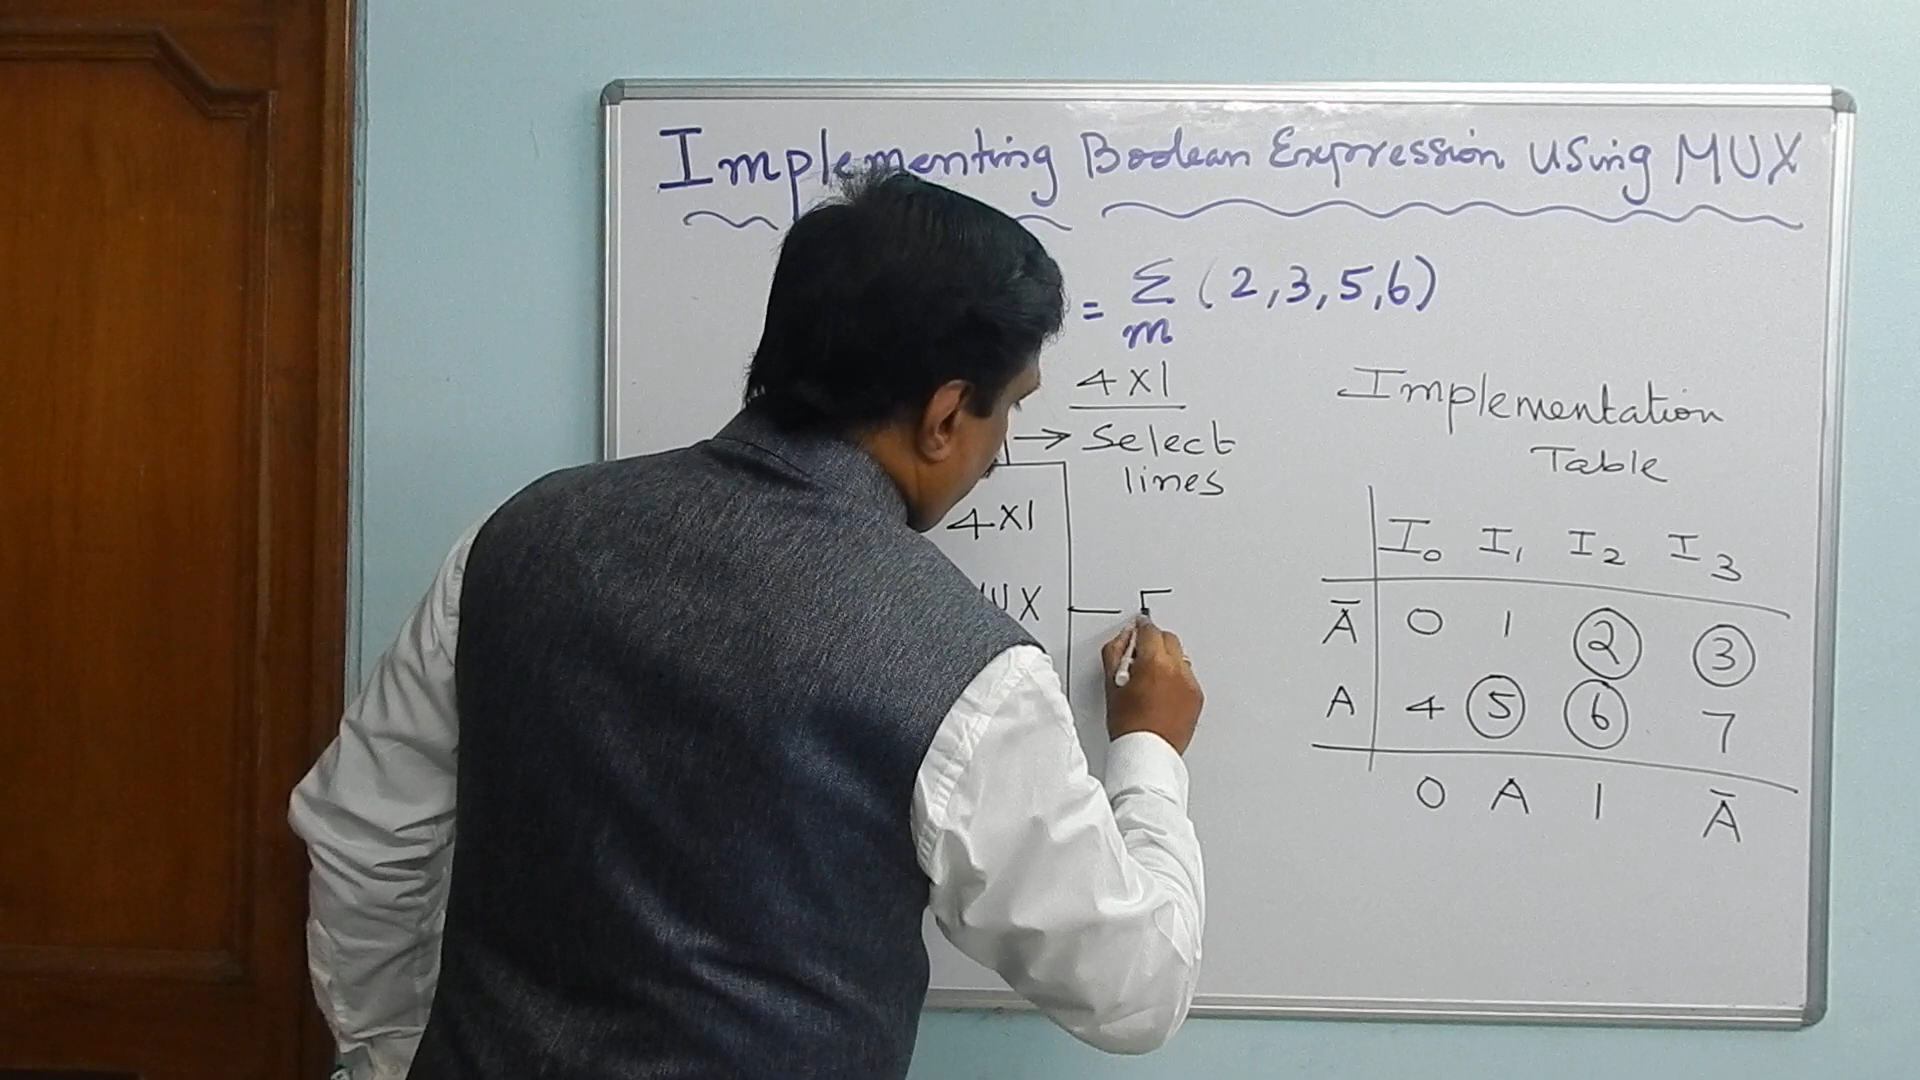 Implementing Boolean Expression Using MUX
= Σ (2,3,5,6)
m
4X1
→ Select
lines
4X1
UX
Implementation
Table
I₀ I₁ I₂ I₃
Ā 0 1 2 3
A 4 5 6 7
0 A 1 Ā